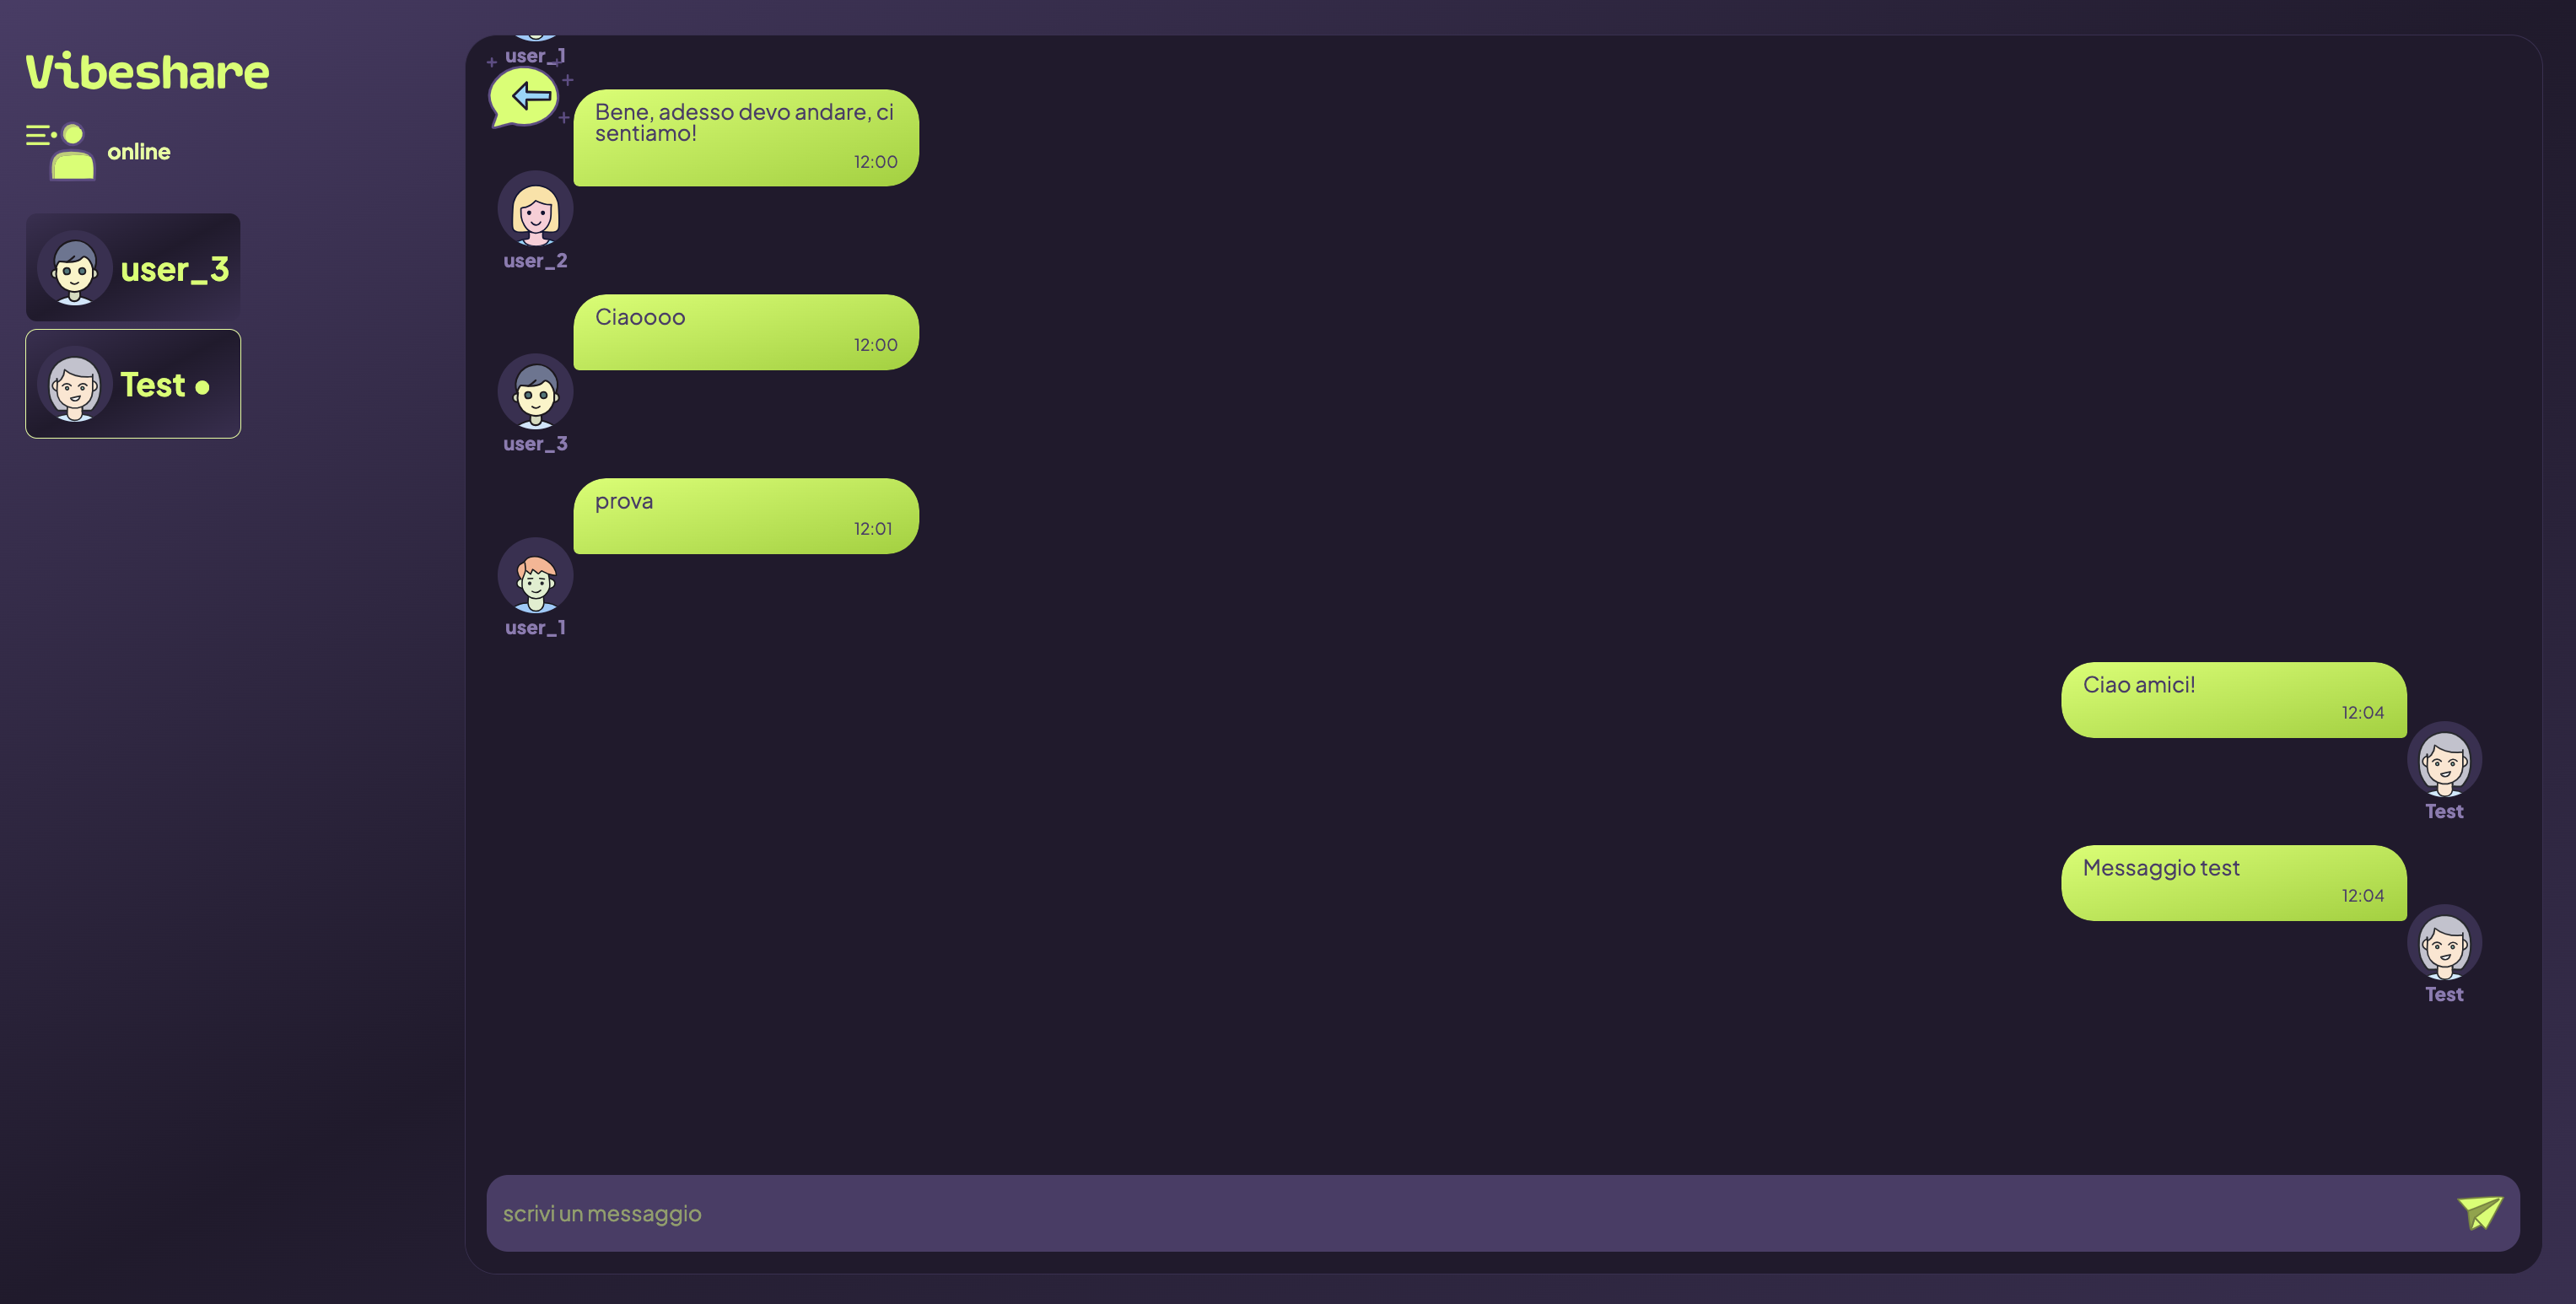 Vibeshare
online
user_3
Test
user_1
Bene, adesso devo andare, ci
sentiamo!
12:00
user_2
Ciaoooo
12:00
user_3
prova
12:01
user_1
Ciao amici!
12:04
Test
Messaggio test
12:04
Test
scrivi un messaggio